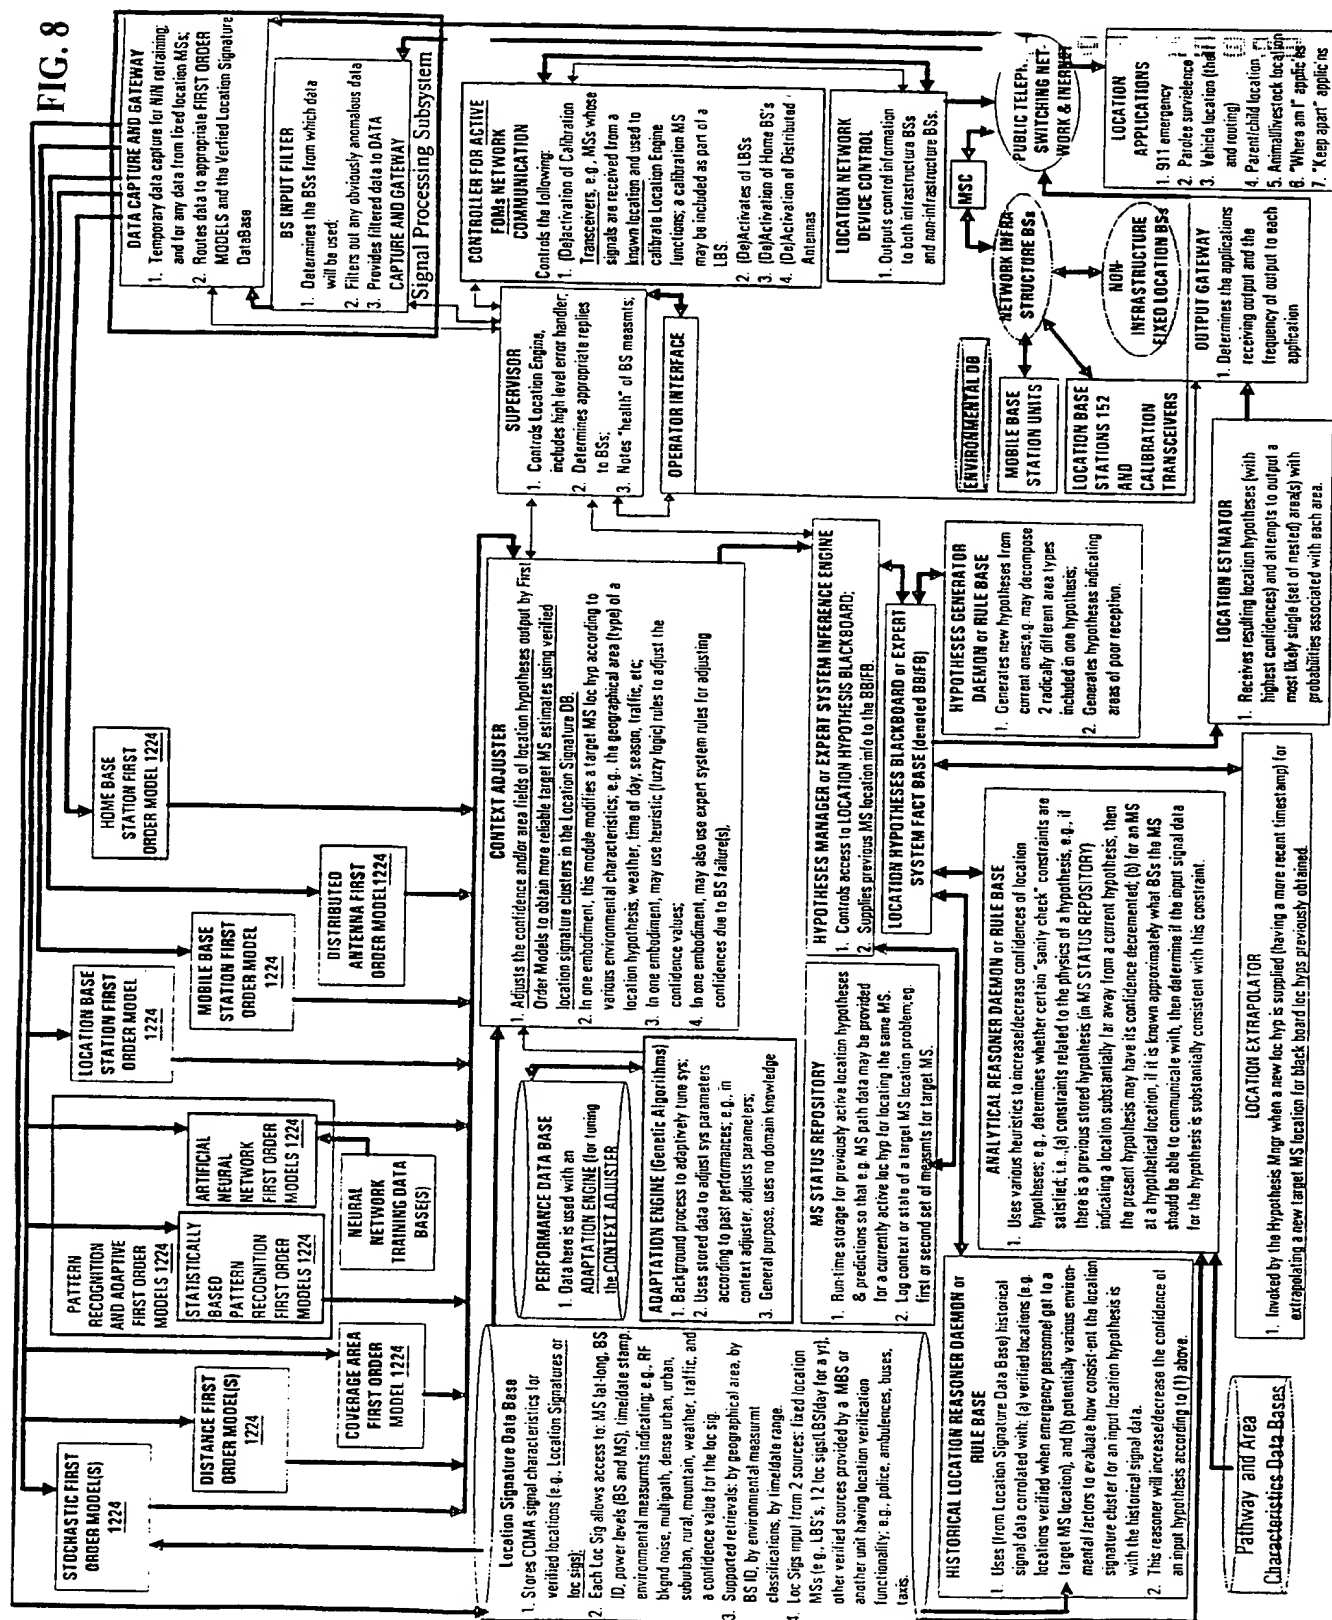 FIG. 8
DATA CAPTURE AND GATEWAY
1. Temporary data capture for N/N retraining;
and for any data from fixed location MSs;
2. Routes data to appropriate FIRST ORDER
MODELS and the Verified Location Signature
DataBase
BS INPUT FILTER
1. Determines the BSs from which data
will be used;
2. Filters out any obviously anomalous data
3. Provides filtered data to DATA
CAPTURE AND GATEWAY
Signal Processing Subsystem
CONTROLLER FOR ACTIVE
FOMs NETWORK
COMMUNICATION
Controls the following:
1. (De)activation of Calibration
Transceivers, e.g., MSs whose
signals are received from a
known location and used to
calibrate Location Engine
functions; a calibration MS
may be included as part of a
LBS.
2. (De)Activates of LBSs
3. (De)Activation of Home BS's
4. (De)Activation of Distributed
Antennas
LOCATION NETWORK
DEVICE CONTROL
1. Outputs control information
to both infrastructure BSs
and non-infrastructure BSs.
MSC
PUBLIC TELEPH.
SWITCHING NET-
WORK & INERNET
LOCATION
APPLICATIONS
1. 911 emergency
2. Parolee survielence
3. Vehicle location (theft
and routing)
4. Parent/child location
5. Animal/livestock location
6. "Where am I" applic'ns
7. "Keep apart" applic'ns
SUPERVISOR
1. Controls Location Engine,
includes high level error handler;
2. Determines appropriate replies
to BSs;
3. Notes "health" of BS measmts;
OPERATOR INTERFACE
ENVIRONMENTAL DB
NETWORK INFRA
STRUCTURE BSs
NON-
INFRASTRUCTURE
FIXED LOCATION BSs
MOBILE BASE
STATION UNITS
LOCATION BASE
STATIONS 152
AND
CALIBRATION
TRANSCEIVERS
OUTPUT GATEWAY
1. Determines the applications
receiving output and the
frequency of output to each
application
HOME BASE
STATION FIRST
ORDER MODEL 1224
DISTRIBUTED
ANTENNA FIRST
ORDER MODEL 1224
MOBILE BASE
STATION FIRST
ORDER MODEL
1224
LOCATION BASE
STATION FIRST
ORDER MODEL
1224
PATTERN
RECOGNITION
AND ADAPTIVE
FIRST ORDER
MODELS 1224
ARTIFICIAL
NEURAL
NETWORK
FIRST ORDER
MODELS 1224
STATISTICALLY
BASED
PATTERN
RECOGNITION
FIRST ORDER
MODELS 1224
NEURAL
NETWORK
TRAINING DATA
BASE(S)
COVERAGE AREA
FIRST ORDER
MODEL 1224
DISTANCE FIRST
ORDER MODEL(S)
1224
STOCHASTIC FIRST
ORDER MODEL(S)
1224
CONTEXT ADJUSTER
1. Adjusts the confidence and/or area fields of location hypotheses output by First
Order Models to obtain more reliable target MS estimates using verified
location signature clusters in the Location Signature DB.
2. In one embodiment, this module modifies a target MS loc hyp according to
various environmental characteristics; e.g., the geographical area (type) of a
location hypothesis, weather, time of day, season, traffic, etc;
3. In one embodiment, may use heuristic (fuzzy logic) rules to adjust the
confidence values;
4. In one embodiment, may also use expert system rules for adjusting
confidences due to BS failure(s),
PERFORMANCE DATA BASE
1. Data here is used with an
ADAPTATION ENGINE (for tuning
the CONTEXT ADJUSTER
ADAPTATION ENGINE (Genetic Algorithms)
1. Background process to adaptively tune sys;
2. Uses stored data to adjust sys parameters
according to past performances; e.g., in
context adjuster, adjusts parameters;
3. General purpose, uses no domain knowledge
Location Signature Data Base
1. Stores CDMA signal characteristics for
verified locations (e.g., Location Signatures or
loc sigs);
2. Each Loc Sig allows access to: MS lat-long, BS
ID, power levels (BS and MS), time/date stamp,
environmental measurmts indicating, e.g., RF
bkgnd noise, multipath, dense urban, urban,
suburban, rural, mountain, weather, traffic, and
a confidence value for the loc sig.
3. Supported retrievals: by geographical area, by
BS ID, by environmental measurmt
classifications, by time/date range.
4. Loc Sigs input from 2 sources: fixed location
MSs (e.g., LBS's, 12 loc sigs/LBS/day for a yr),
other verified sources provided by a MBS or
another unit having location verification
functionality; e.g., police, ambulences, buses,
taxis.
HYPOTHESES MANAGER or EXPERT SYSTEM INFERENCE ENGINE
1. Controls access to LOCATION HYPOTHESIS BLACKBOARD;
2. Supplies previous MS location info to the BB/FB.
LOCATION HYPOTHESES BLACKBOARD or EXPERT
SYSTEM FACT BASE (denoted BB/FB)
HYPOTHESES GENERATOR
DAEMON or RULE BASE
1. Generates new hypotheses from
current ones;e.g. may decompose
2 radically different area types
included in one hypothesis;
2. Generates hypotheses indicating
areas of poor reception.
MS STATUS REPOSITORY
1. Run-time storage for previously active location hypotheses
& predictions so that e.g. MS path data may be provided
for a currently active loc hyp for locating the same MS.
2. Log context or state of a target MS location problem;eg.
first or second set of measmts for target MS.
ANALYTICAL REASONER DAEMON or RULE BASE
1. Uses various heuristics to increase/decrease confidences of location
hypotheses; e.g., determines whether certain "sanity check" constraints are
satisfied; i.e..,(a) constraints related to the physics of a hypothesis, e.g., if
there is a previous stored hypothesis (in MS STATUS REPOSITORY)
indicating a location substantially far away from a current hypothesis, then
the present hypothesis may have its confidence decremented; (b) for an MS
at a hypothetical location, if it is known approximately what BSs the MS
should be able to communicate with, then determine if the input signal data
for the hypothesis is substantially consistent with this constraint.
LOCATION ESTMATOR
1. Receives resulting location hypotheses (with
highest confidences) and attempts to output a
most likely single (set of nested) area(s) with
probabilities associated with each area.
HISTORICAL LOCATION REASONER DAEMON or
RULE BASE
1. Uses (from Location Signature Data Base) historical
signal data corrolated with: (a) verified locations (e.g.
locations verified when emergency personnel got to a
target MS location), and (b) potentially various environ-
mental factors to evaluate how consist-ent the location
signature cluster for an input location hypothesis is
with the historical signal data.
2. This reasoner will increase/decrease the confidence of
an input hypothesis according to (1) above.
LOCATION EXTRAPOLATOR
1. Invoked by the Hypothesis Mngr when a new loc hyp is supplied (having a more recent timestamp) for
extrapolating a new target MS location for black board loc hyps previously obtained.
Pathway and Area
Characteristics Data Bases